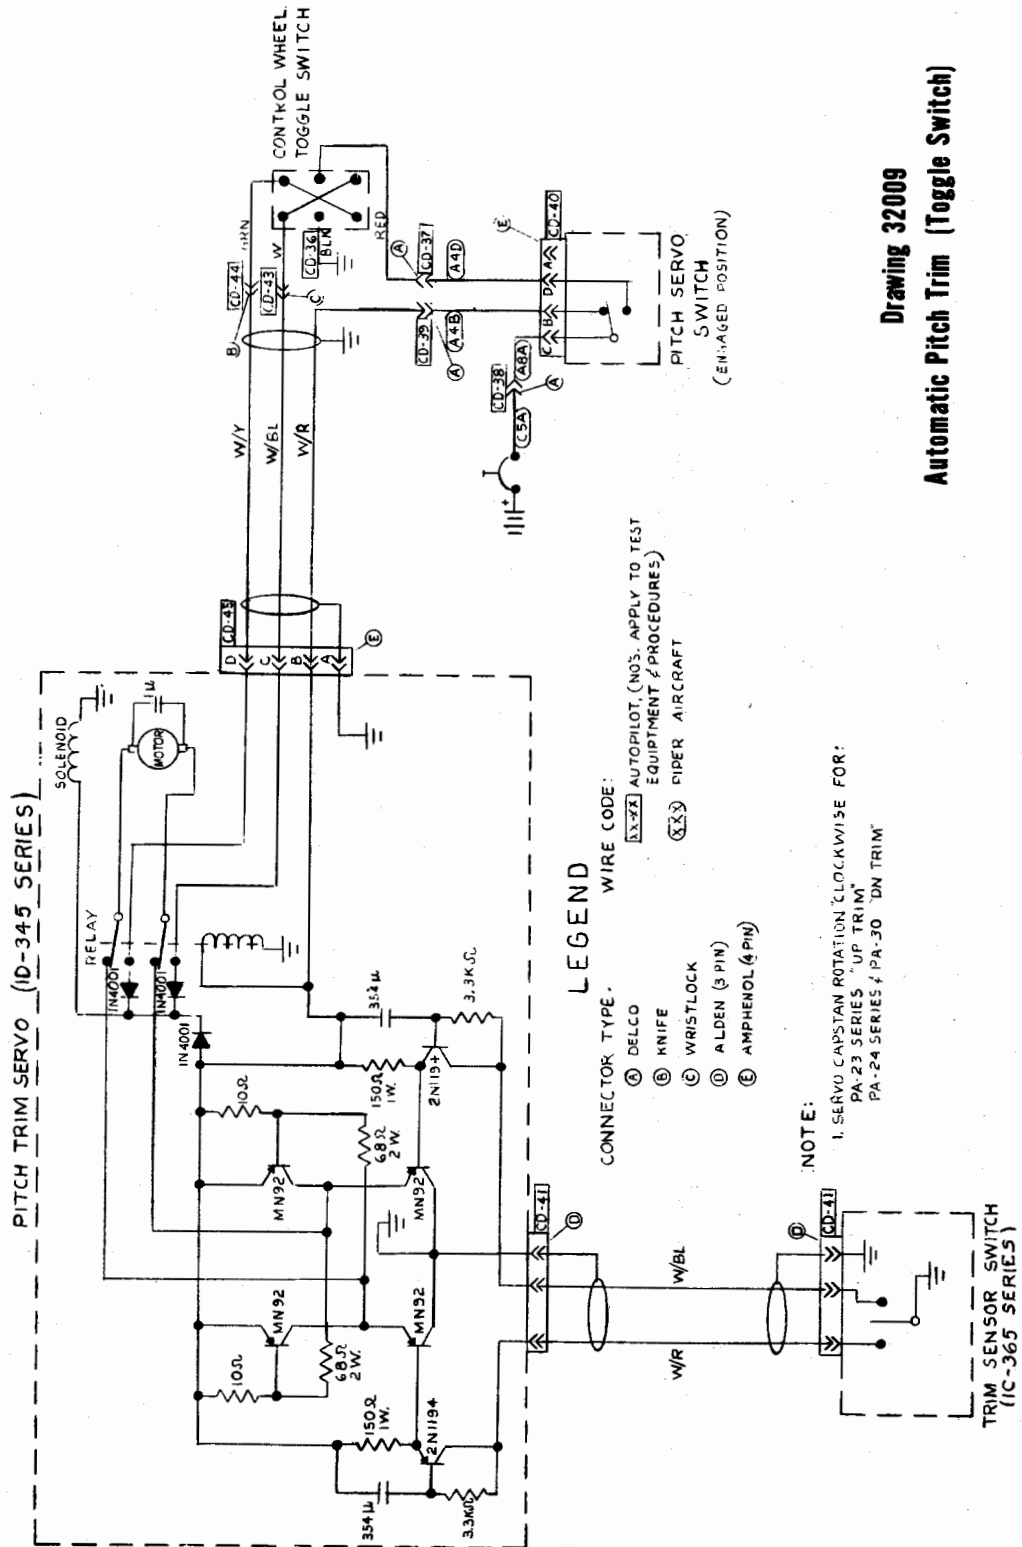 PITCH TRIM SERVO (ID-345 SERIES)
SOLENOID
MOTOR
1μ
RELAY
1N4001
1N4001
1N4001
10Ω
MN92
68Ω
2W.
150Ω
1W.
354μ
3.3KΩ
2N1194
MN92
10Ω
MN92
68Ω
2W.
MN92
150Ω
1W.
2N1194
354μ
3.3KΩ
CD-45
D
C
B
A
E
W/Y
W/BL
W/R
B
CD-44
CD-43
C
W
CD-36
BLK
RED
CONTROL WHEEL
TOGGLE SWITCH
A
CD-37
A4D
CD-39
A4B
A
E
CD-40
A
D
B
C
CD-38
A8A
A
C5A
+
PITCH SERVO
SWITCH
(ENGAGED POSITION)
CD-41
D
W/BL
W/R
D
CD-41
TRIM SENSOR SWITCH
(IC-365 SERIES)
LEGEND
CONNECTOR TYPE.
A DELCO
B KNIFE
C WRISTLOCK
D ALDEN (3 PIN)
E AMPHENOL (4 PIN)
WIRE CODE:
XX-XX AUTOPILOT, (NO'S. APPLY TO TEST
EQUIPTMENT & PROCEDURES)
XXX PIPER AIRCRAFT
NOTE:
1. SERVO CAPSTAN ROTATION "CLOCKWISE FOR:
PA-23 SERIES "UP TRIM"
PA-24 SERIES & PA-30 "DN TRIM"
Drawing 32009
Automatic Pitch Trim (Toggle Switch)